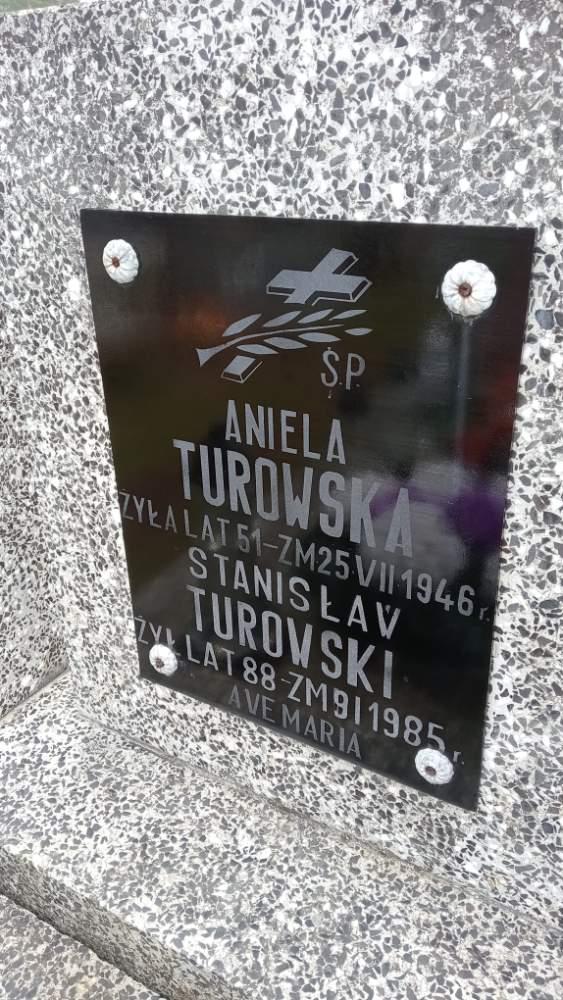 Ś.P.
ANIELA
TUROWSKA
ŻYŁA LAT 51-ZM 25.VII 1946 r.
STANISŁAW
TUROWSKI
ŻYŁ LAT 88-ZM 9 I 1985 r.
AVE MARIA